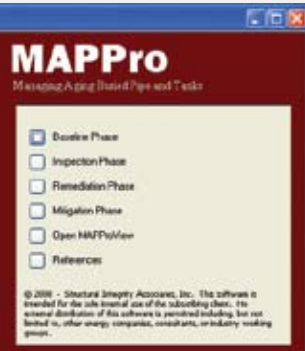 MAPPro
Managing Aging Buried Pipe and Tanks
Baseline Phase
Inspection Phase
Remediation Phase
Mitigation Phase
Open MAPProView
References
© Structural Integrity Associates, Inc. This software is
intended for the sole internal use of the subscribing client. No
external distribution of this software is permitted including, but not
limited to, other energy companies, consultants, or industry working
groups.